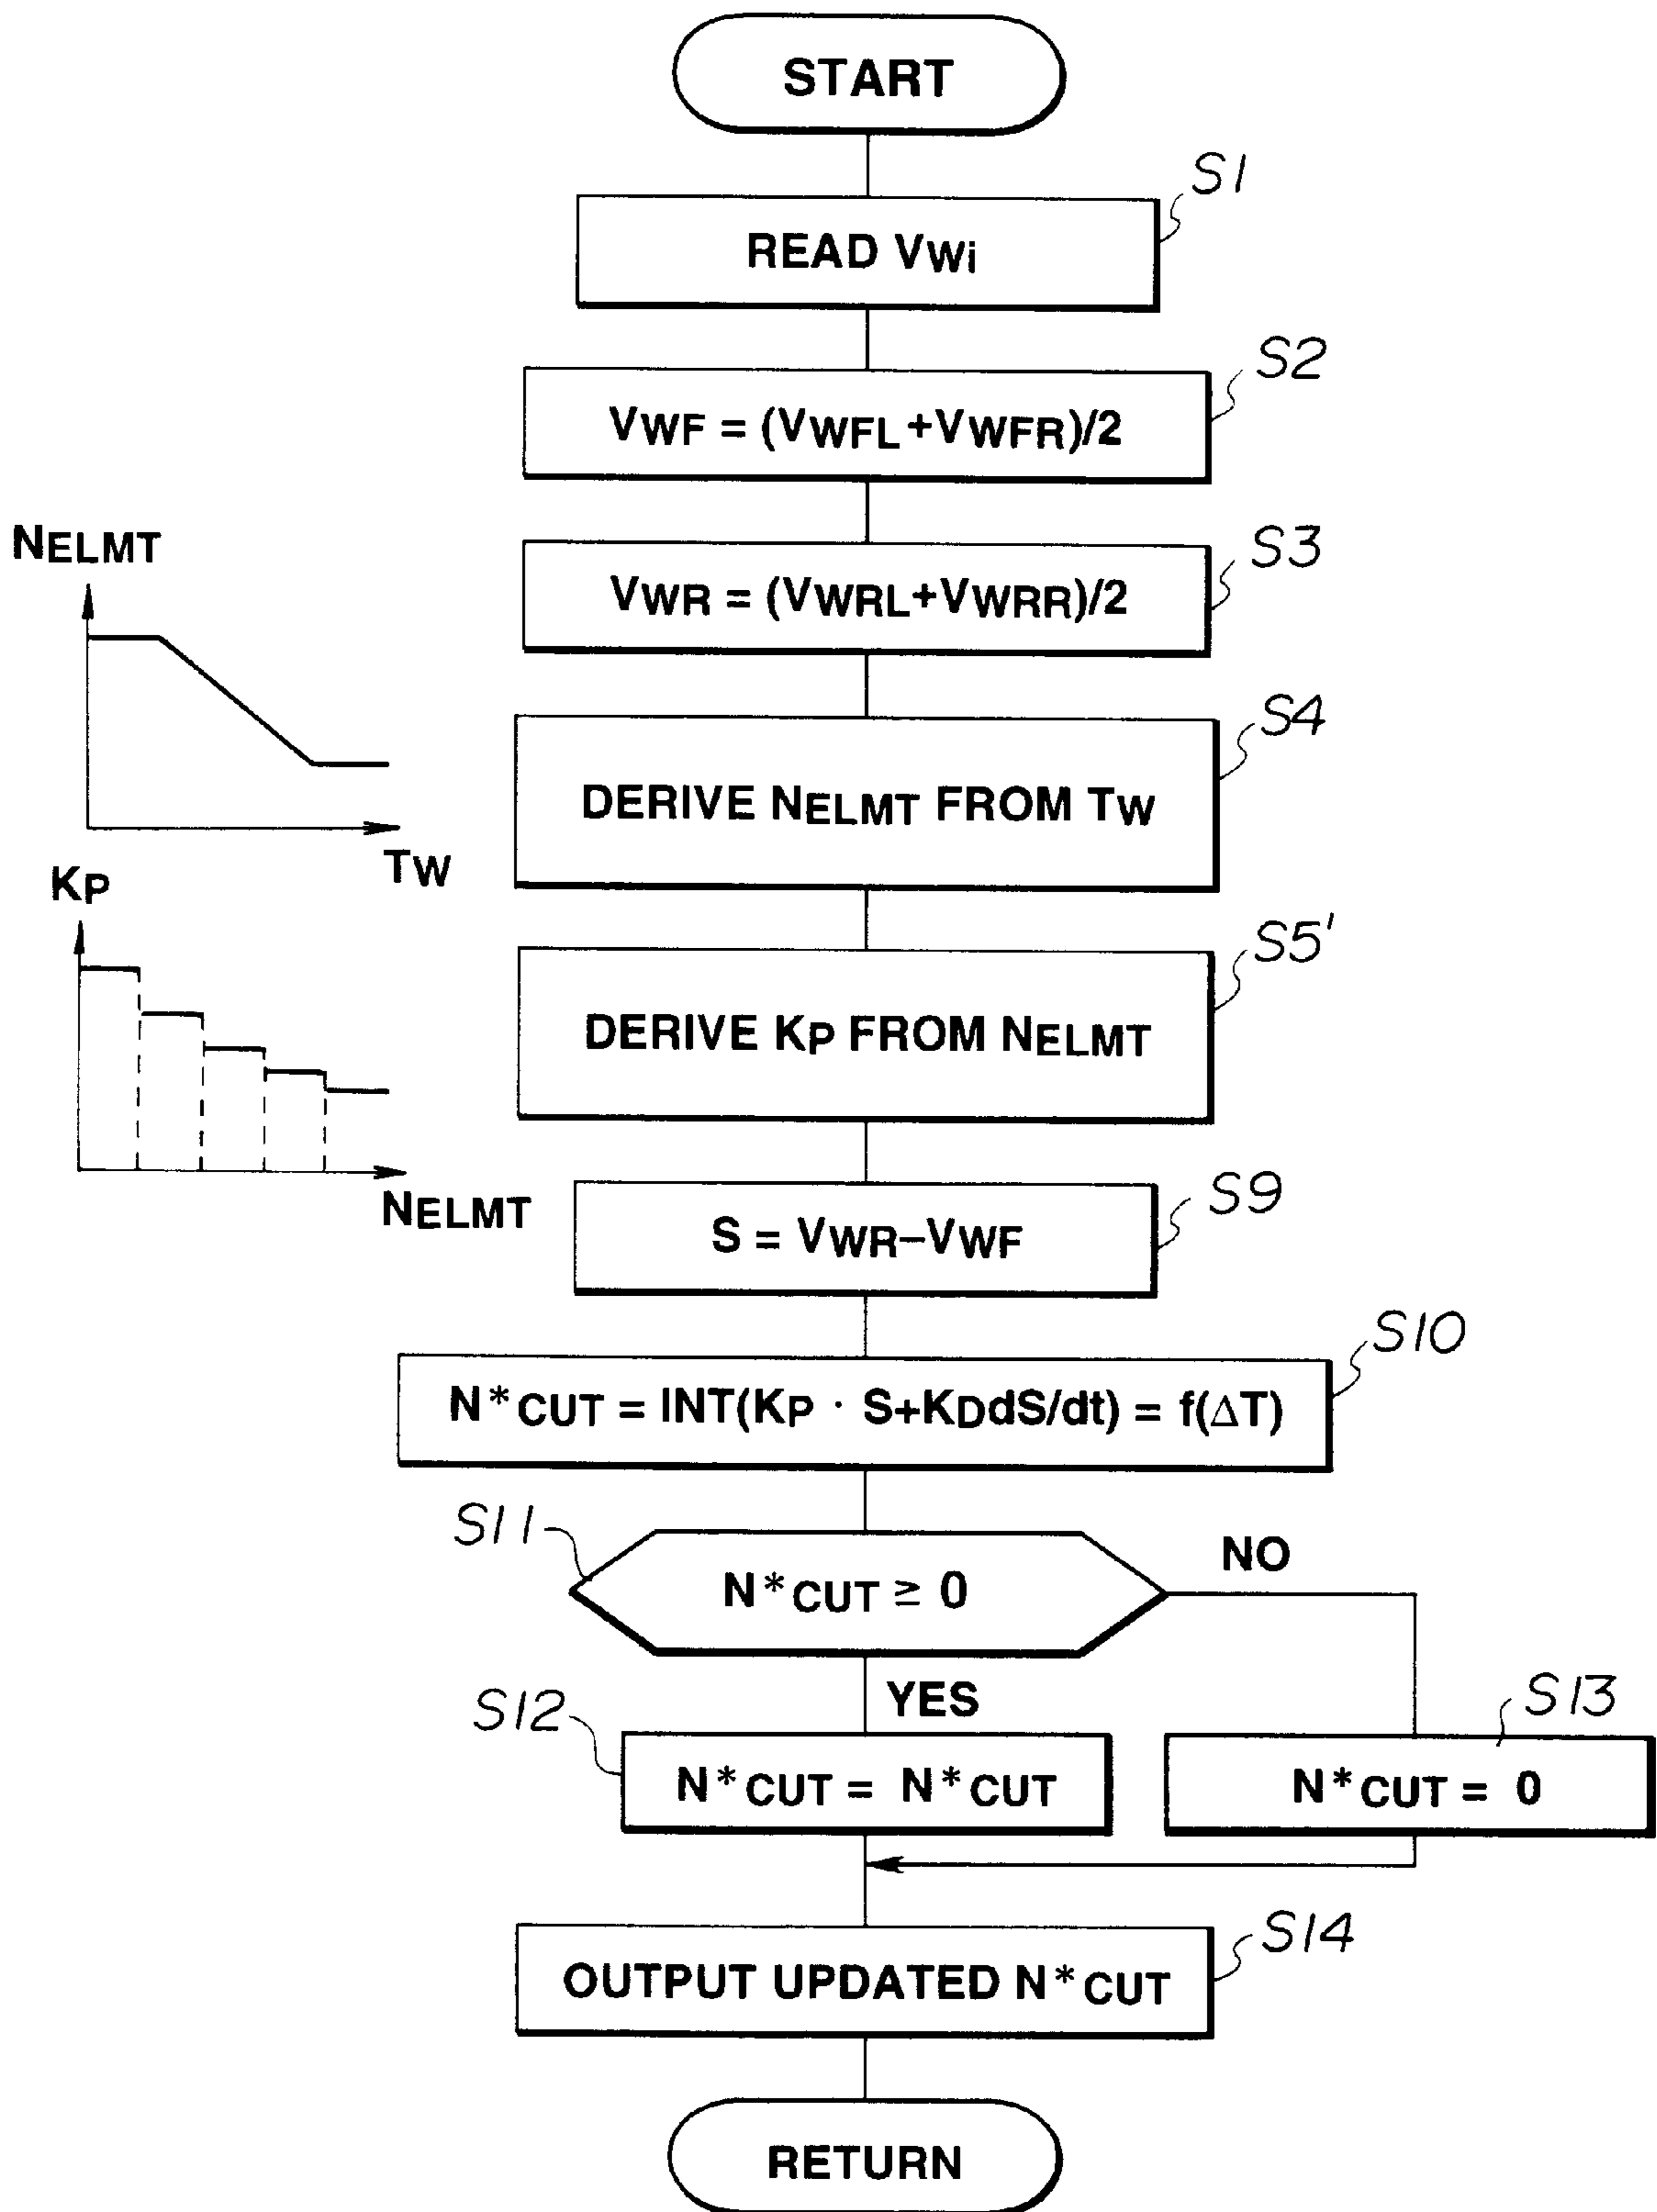 START
S1
READ VWi
S2
VWF = (VWFL+VWFR)/2
S3
VWR = (VWRL+VWRR)/2
NELMT
TW
S4
DERIVE NELMT FROM TW
KP
NELMT
S5'
DERIVE KP FROM NELMT
S9
S = VWR–VWF
S10
N*CUT = INT(KP · S+KDdS/dt) = f(ΔT)
S11
N*CUT ≥ 0
NO
YES
S12
N*CUT = N*CUT
S13
N*CUT = 0
S14
OUTPUT UPDATED N*CUT
RETURN